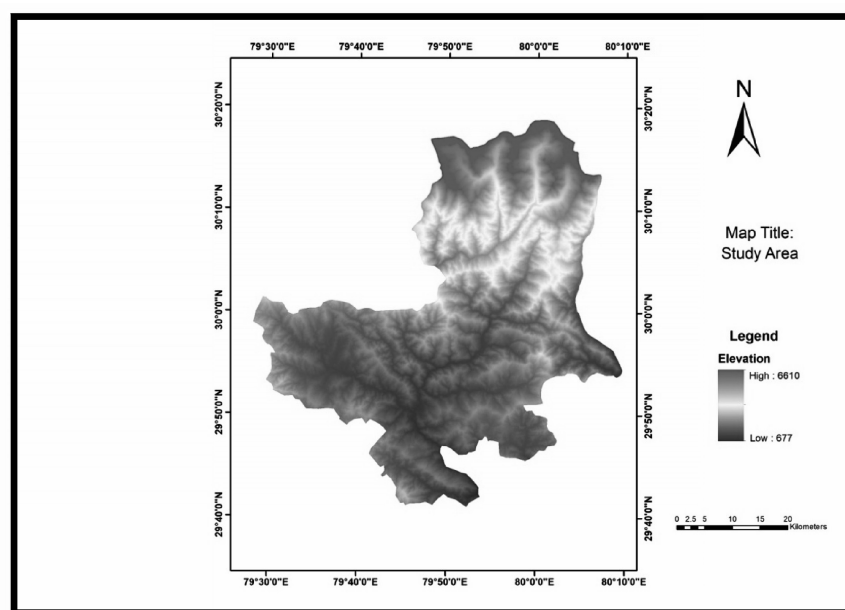 79°30'0"E 79°40'0"E 79°50'0"E 80°0'0"E 80°10'0"E
30°20'0"N
30°10'0"N
30°0'0"N
29°50'0"N
29°40'0"N
30°20'0"N
30°10'0"N
30°0'0"N
29°50'0"N
29°40'0"N
79°30'0"E 79°40'0"E 79°50'0"E 80°0'0"E 80°10'0"E
N
Map Title:
Study Area
Legend
Elevation
High : 6610
Low : 677
0 2.5 5 10 15 20
Kilometers